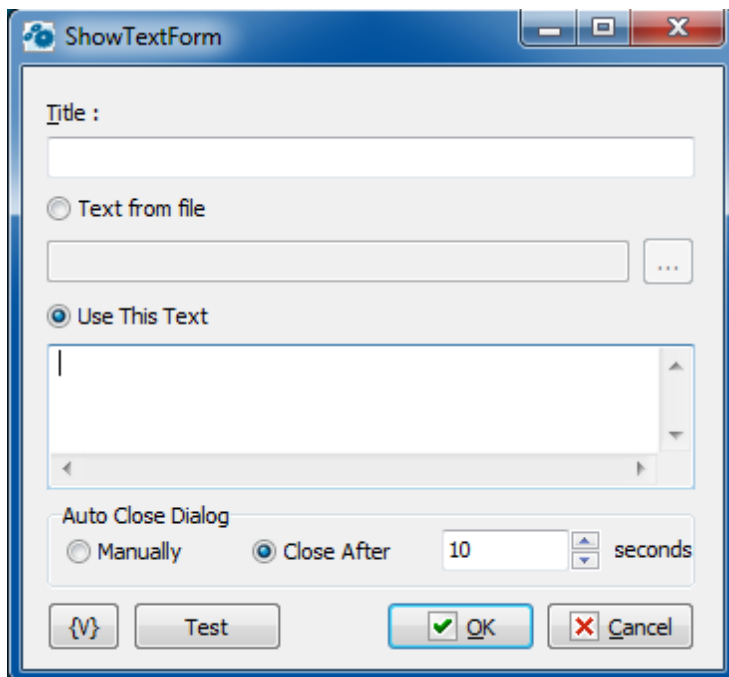 ShowTextForm
Title :
Text from file
...
Use This Text
Auto Close Dialog
Manually Close After 10 seconds
{V} Test OK Cancel